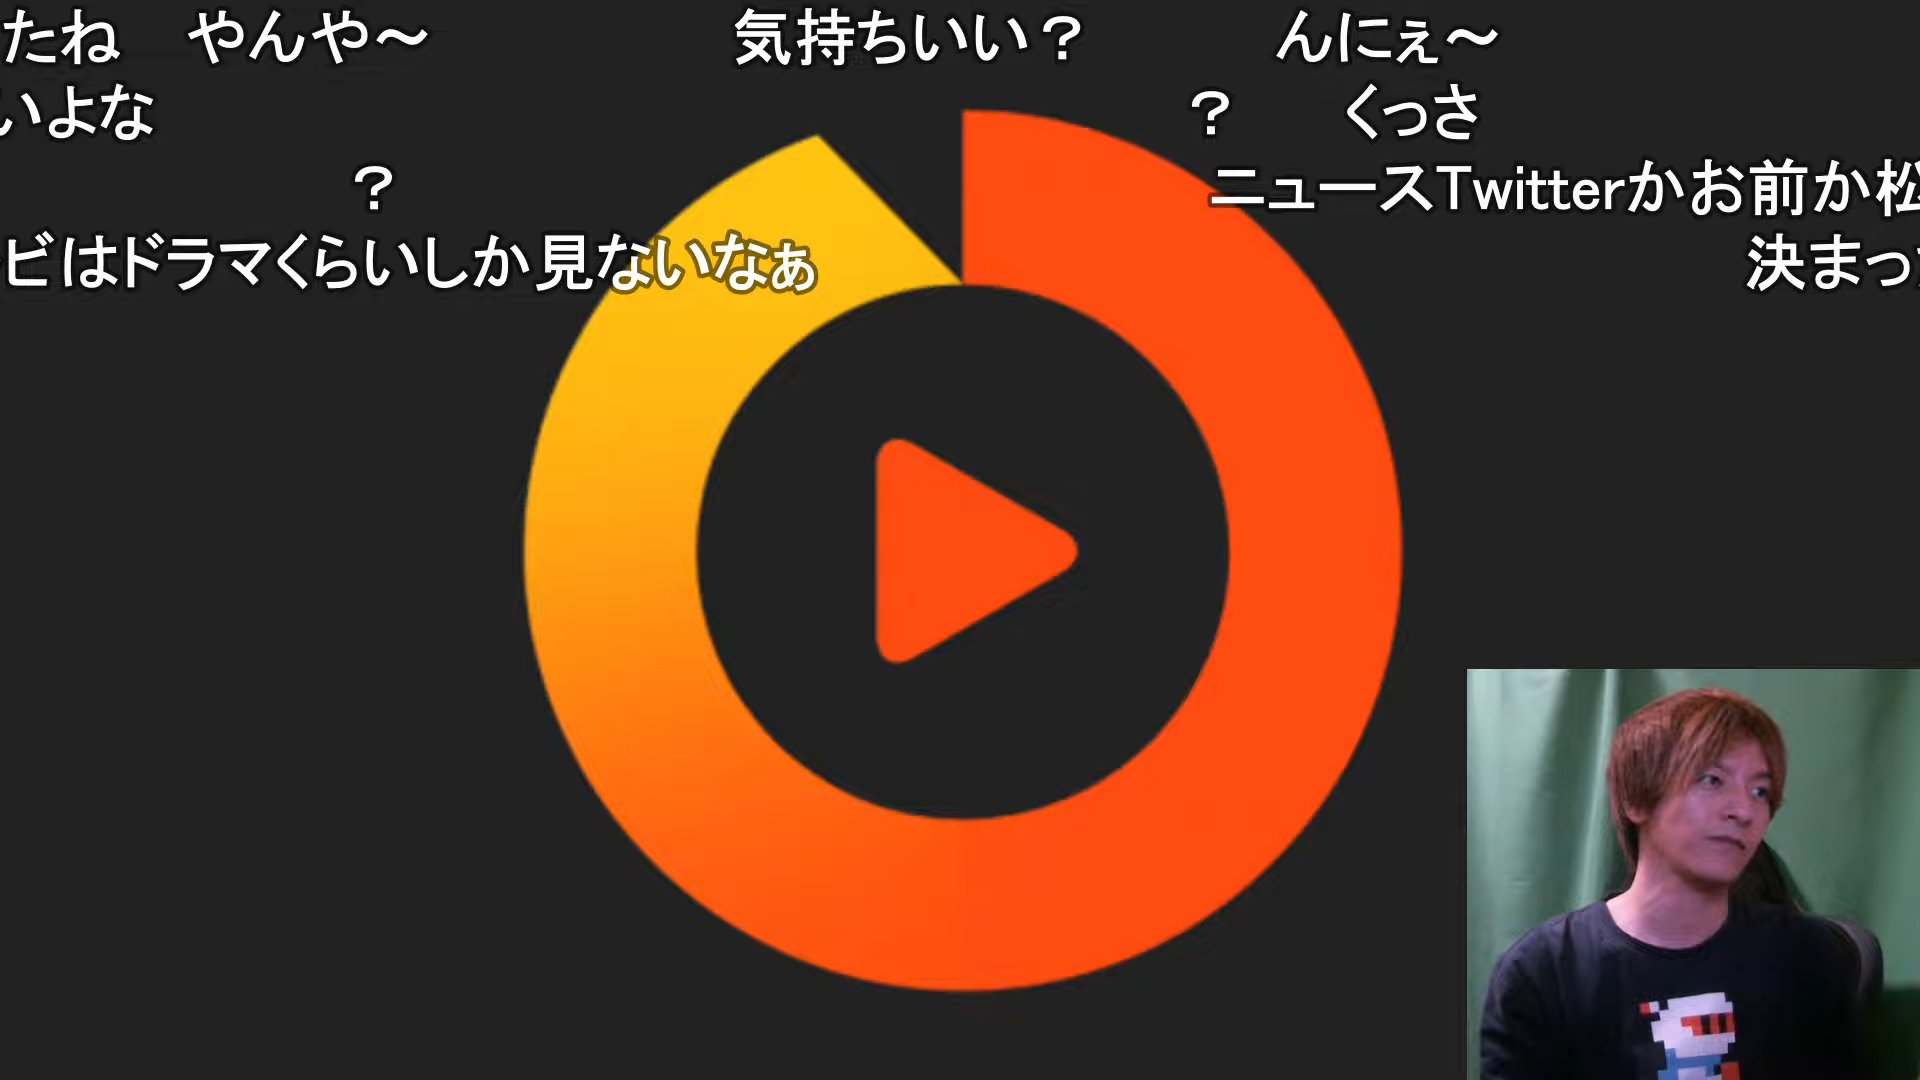 たね　やんや～　気持ちいい？　んにぇ～
いよな　？　くっさ
？　ニュースTwitterかお前か松
ビはドラマくらいしか見ないなぁ　決まっ